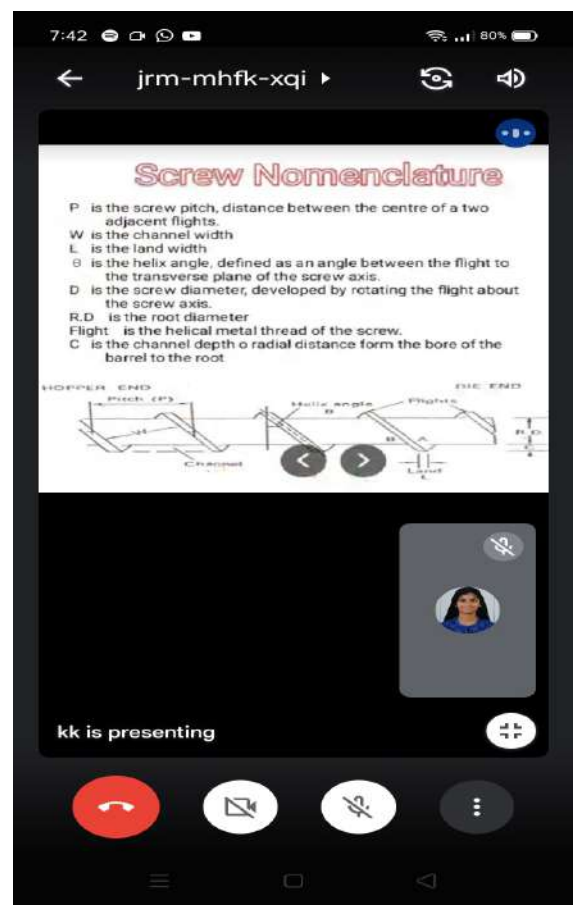 7:42
80%
jrm-mhfk-xqi
Screw Nomenclature
P is the screw pitch, distance between the centre of a two
adjacent flights.
W is the channel width
L is the land width
θ is the helix angle, defined as an angle between the flight to
the transverse plane of the screw axis.
D is the screw diameter, developed by rotating the flight about
the screw axis.
R.D is the root diameter
Flight is the helical metal thread of the screw.
C is the channel depth o radial distance form the bore of the
barrel to the root
HOPPER END
DIE END
Pitch (P)
Helix angle
Flights
θ
W
B
A
R.D
C
Channel
Land
L
kk is presenting